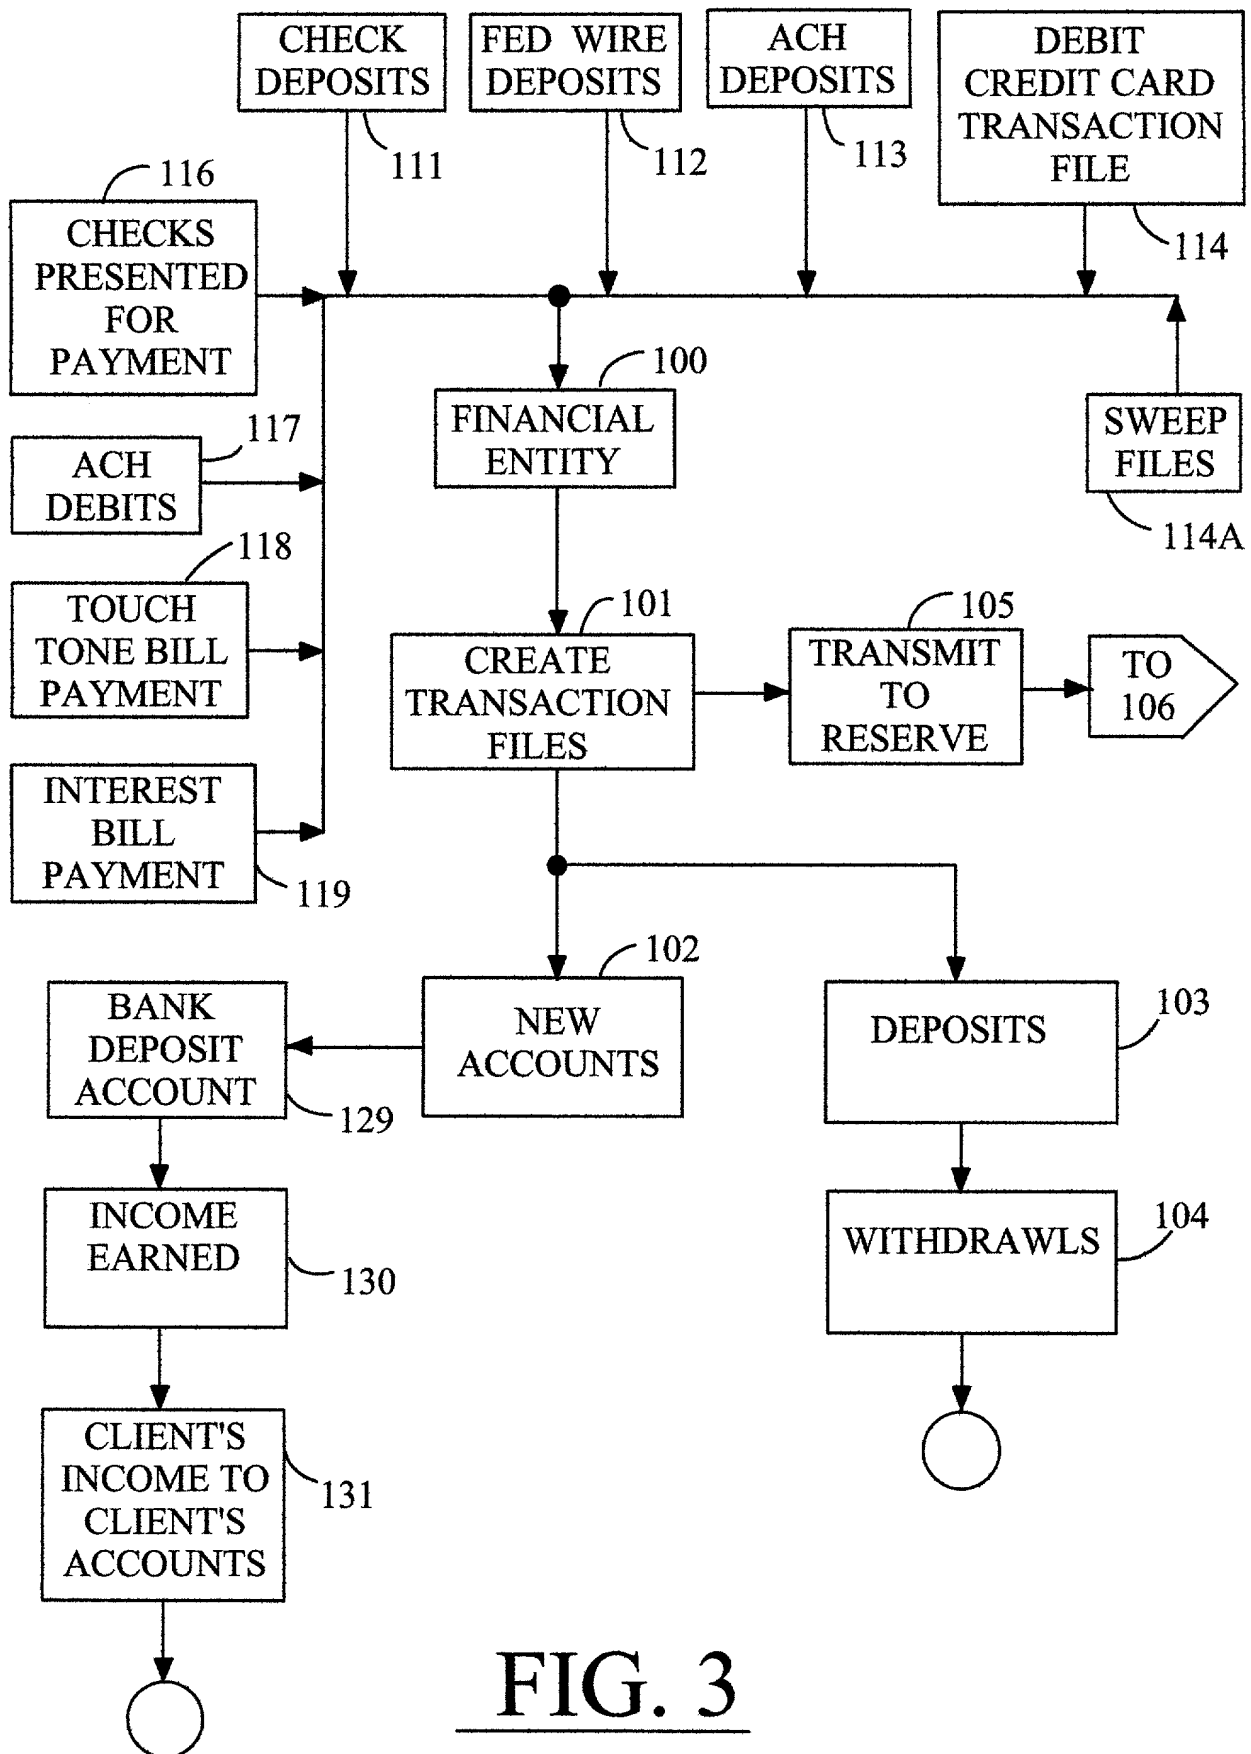 CHECK
DEPOSITS
111
FED WIRE
DEPOSITS
112
ACH
DEPOSITS
113
DEBIT
CREDIT CARD
TRANSACTION
FILE
114
116
CHECKS
PRESENTED
FOR
PAYMENT
100
FINANCIAL
ENTITY
SWEEP
FILES
114A
117
ACH
DEBITS
118
TOUCH
TONE BILL
PAYMENT
101
CREATE
TRANSACTION
FILES
105
TRANSMIT
TO
RESERVE
TO
106
INTEREST
BILL
PAYMENT
119
102
NEW
ACCOUNTS
BANK
DEPOSIT
ACCOUNT
129
DEPOSITS
103
INCOME
EARNED
130
WITHDRAWLS
104
CLIENT'S
INCOME TO
CLIENT'S
ACCOUNTS
131
FIG. 3